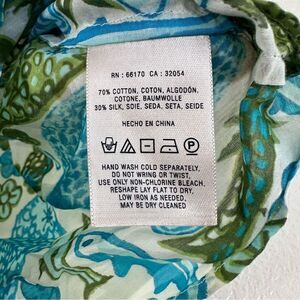 RN : 66170 CA : 32054
70% COTTON, COTON, ALGODÓN,
COTONE, BAUMWOLLE
30% SILK, SOIE, SEDA, SETA, SEIDE
HECHO EN CHINA
HAND WASH COLD SEPARATELY,
DO NOT WRING OR TWIST,
USE ONLY NON-CHLORINE BLEACH,
RESHAPE LAY FLAT TO DRY,
LOW IRON AS NEEDED,
MAY BE DRY CLEANED